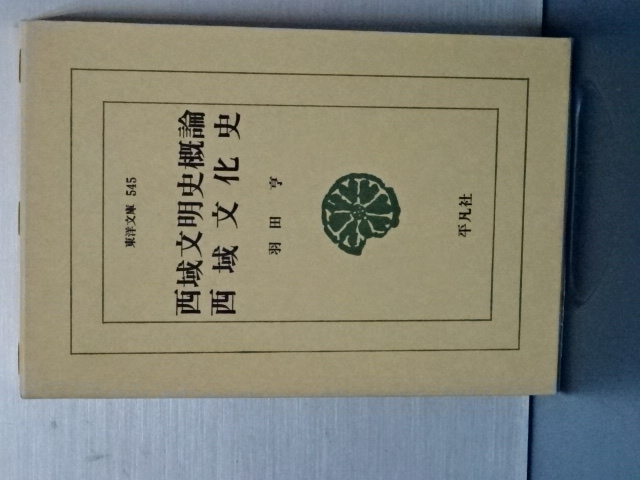 東洋文庫 545
西域文明史概論
西域文化史
羽田 亨
平凡社